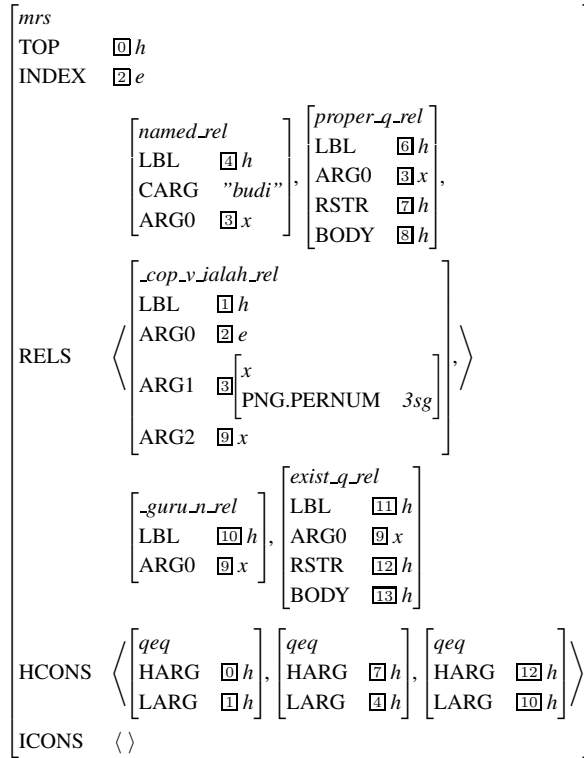 mrs
TOP 0 h
INDEX 2 e
named_rel
LBL 4 h
CARG "budi"
ARG0 3 x
,
proper_q_rel
LBL 6 h
ARG0 3 x
RSTR 7 h
BODY 8 h
,
RELS
⟨
_cop_v_ialah_rel
LBL 1 h
ARG0 2 e
ARG1 3 x
PNG.PERNUM 3sg
ARG2 9 x
,
⟩
_guru_n_rel
LBL 10 h
ARG0 9 x
,
exist_q_rel
LBL 11 h
ARG0 9 x
RSTR 12 h
BODY 13 h
HCONS
⟨
qeq
HARG 0 h
LARG 1 h
,
qeq
HARG 7 h
LARG 4 h
,
qeq
HARG 12 h
LARG 10 h
⟩
ICONS ⟨ ⟩